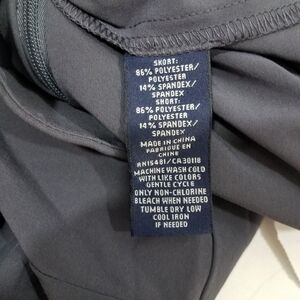 SKORT:
86% POLYESTER/
POLYESTER
14% SPANDEX/
SPANDEX
SHORT:
86% POLYESTER/
POLYESTER
14% SPANDEX/
SPANDEX
MADE IN CHINA
FABRIQUE EN
CHINE
RN15481/CA30118
MACHINE WASH COLD
WITH LIKE COLORS
GENTLE CYCLE
ONLY NON-CHLORINE
BLEACH WHEN NEEDED
TUMBLE DRY LOW
COOL IRON
IF NEEDED